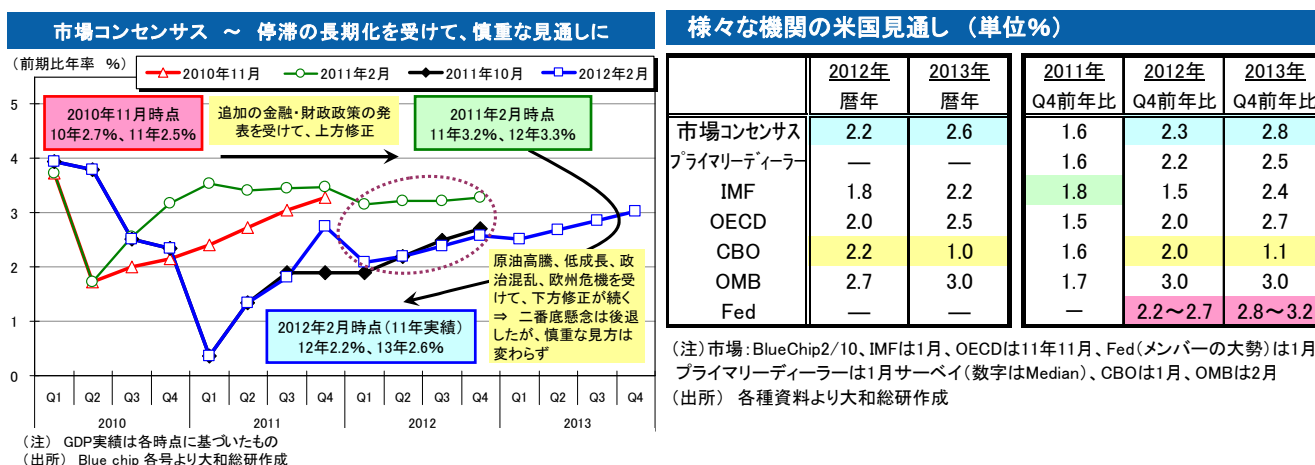 市場コンセンサス ～ 停滞の長期化を受けて、慎重な見通しに
(前期比年率 %)
2010年11月 2011年2月 2011年10月 2012年2月
5
4
3
2
1
0
2010年11月時点
10年2.7%、11年2.5%
追加の金融・財政政策の発
表を受けて、上方修正
2011年2月時点
11年3.2%、12年3.3%
原油高騰、低成長、政
治混乱、欧州危機を受
けて、下方修正が続く
⇒ 二番底懸念は後退
したが、慎重な見方は
変わらず
2012年2月時点(11年実績)
12年2.2%、13年2.6%
Q1 Q2 Q3 Q4 Q1 Q2 Q3 Q4 Q1 Q2 Q3 Q4 Q1 Q2 Q3 Q4
2010 2011 2012 2013
(注) GDP実績は各時点に基づいたもの
(出所) Blue chip 各号より大和総研作成
様々な機関の米国見通し (単位%)
2012年 2013年 2011年 2012年 2013年
暦年 暦年 Q4前年比 Q4前年比 Q4前年比
市場コンセンサス 2.2 2.6 1.6 2.3 2.8
プライマリーディーラー — — 1.6 2.2 2.5
IMF 1.8 2.2 1.8 1.5 2.4
OECD 2.0 2.5 1.5 2.0 2.7
CBO 2.2 1.0 1.6 2.0 1.1
OMB 2.7 3.0 1.7 3.0 3.0
Fed — — — 2.2～2.7 2.8～3.2
(注)市場:BlueChip2/10、IMFは1月、OECDは11年11月、Fed(メンバーの大勢)は1月
プライマリーディーラーは1月サーベイ(数字はMedian)、CBOは1月、OMBは2月
(出所) 各種資料より大和総研作成